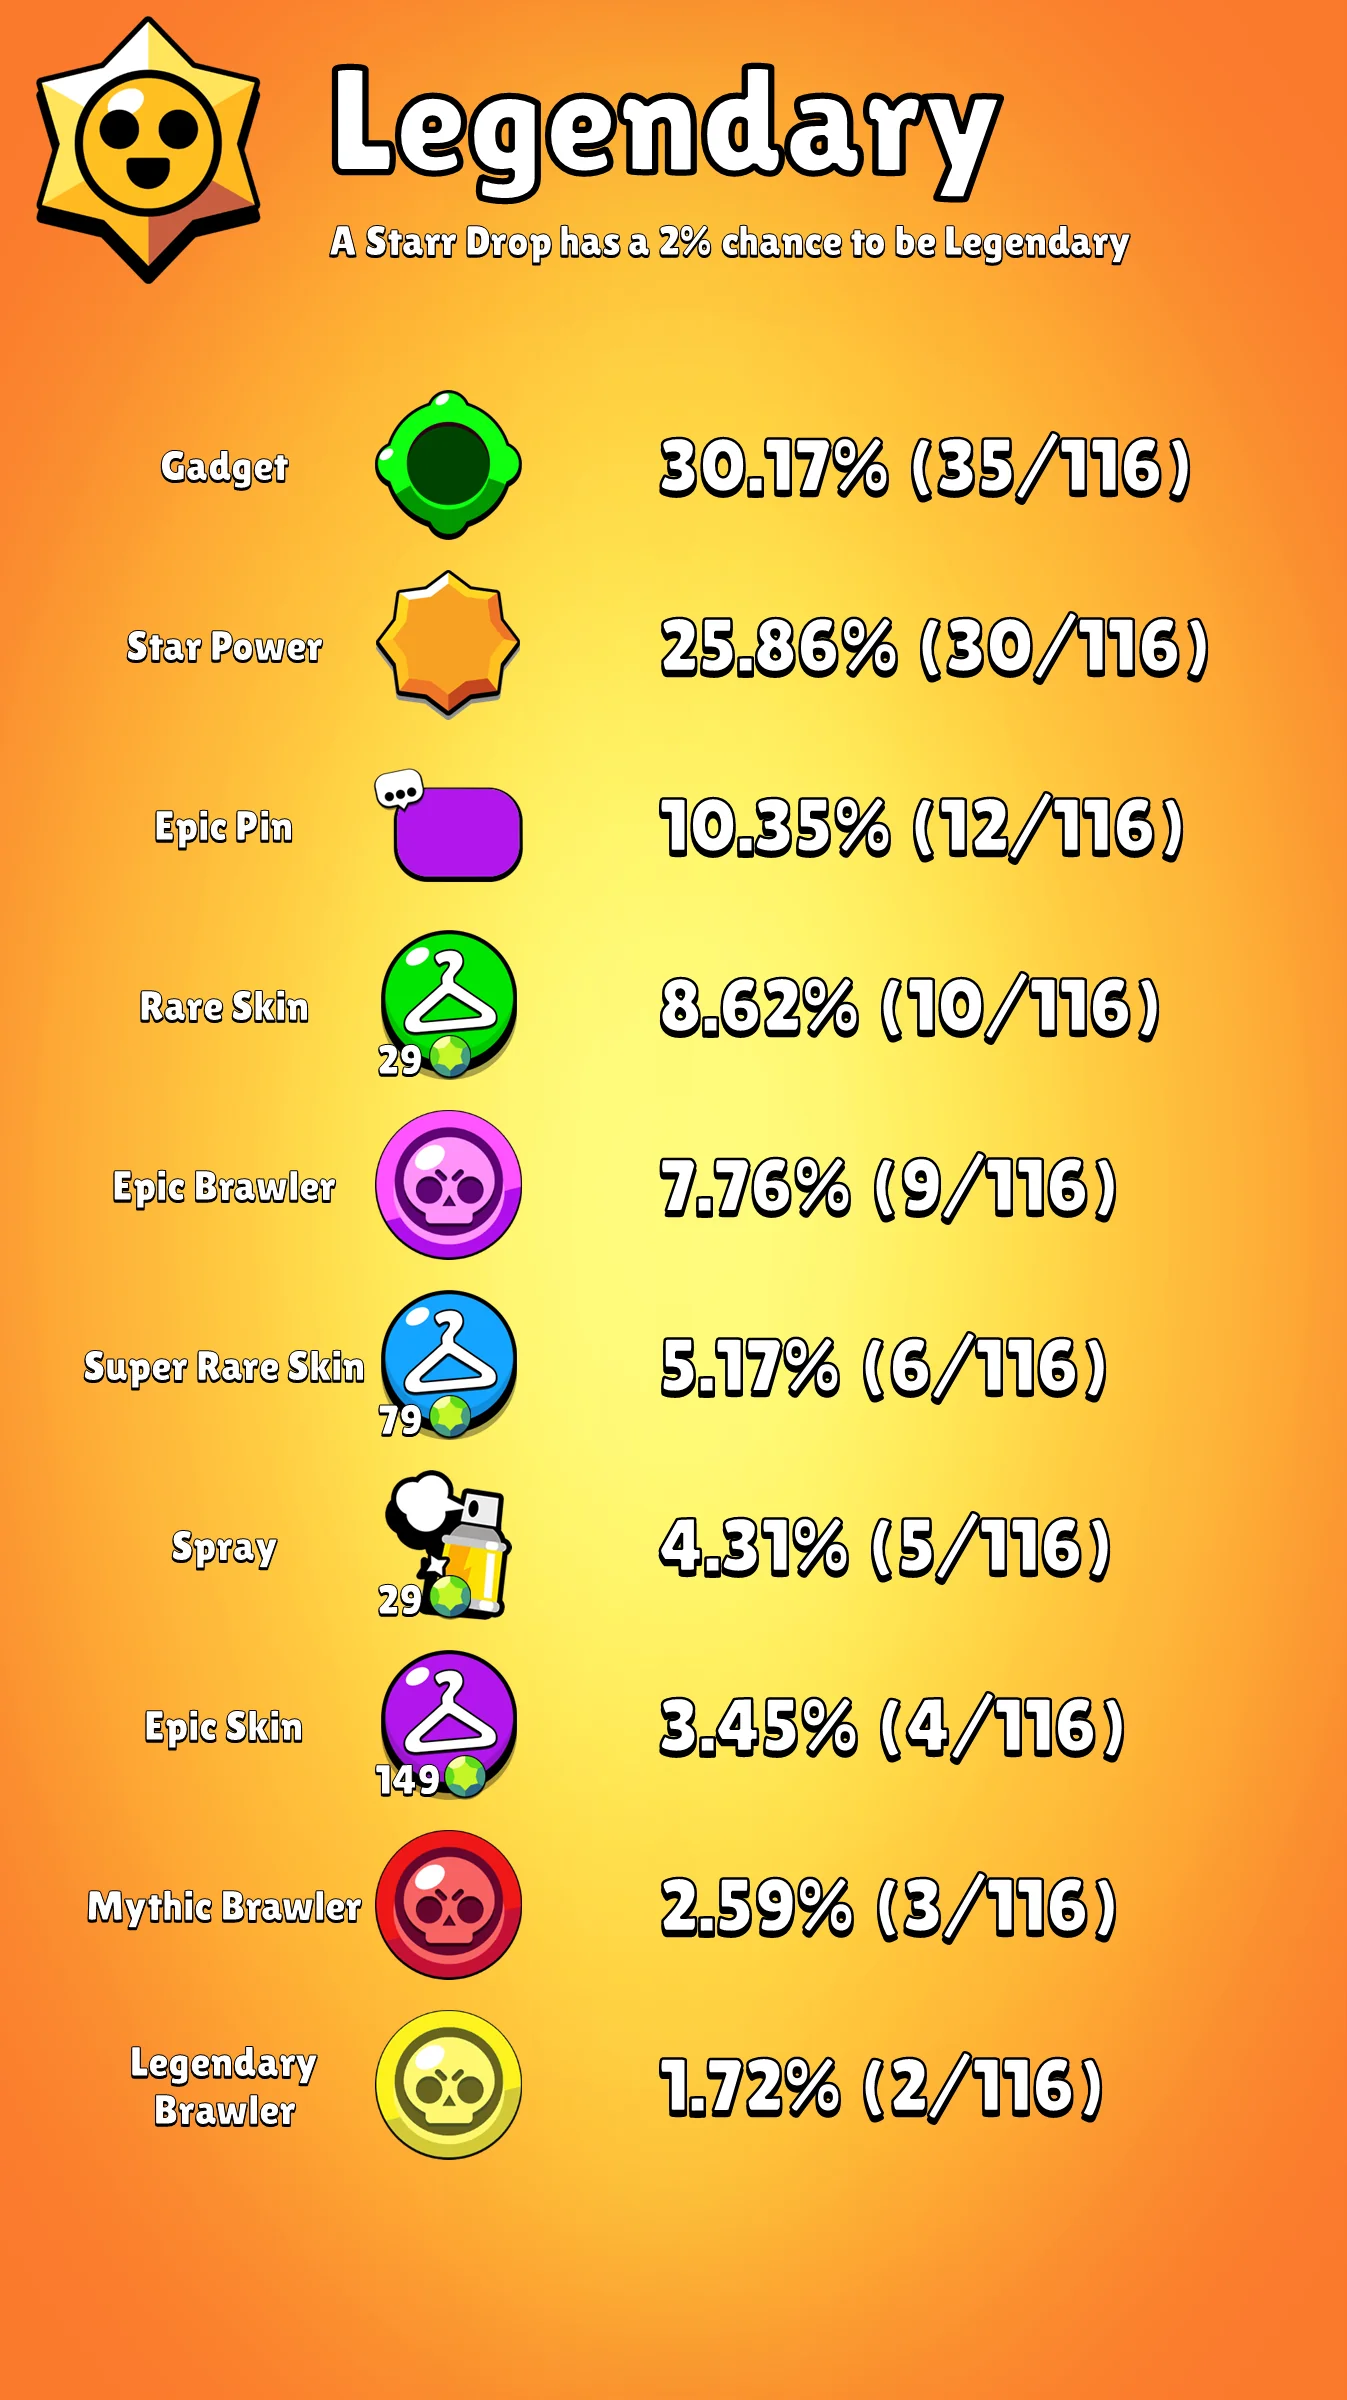 Legendary
A Starr Drop has a 2% chance to be Legendary
Gadget 30.17% (35/116)
Star Power 25.86% (30/116)
Epic Pin 10.35% (12/116)
Rare Skin 29 8.62% (10/116)
Epic Brawler 7.76% (9/116)
Super Rare Skin 79 5.17% (6/116)
Spray 29 4.31% (5/116)
Epic Skin 149 3.45% (4/116)
Mythic Brawler 2.59% (3/116)
Legendary
Brawler 1.72% (2/116)